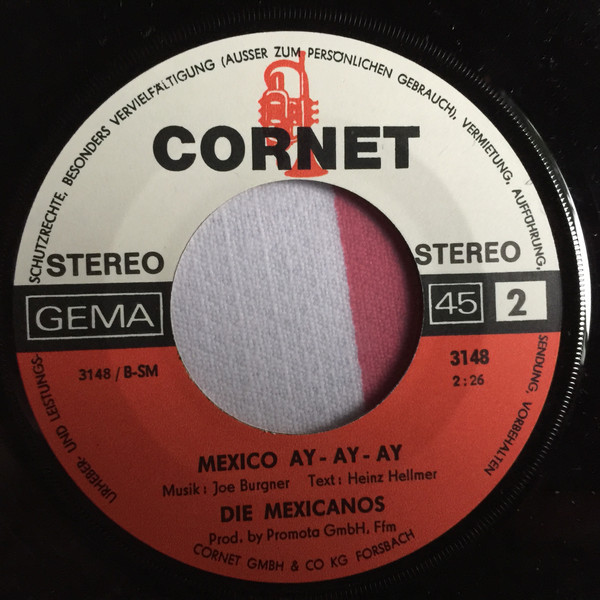 URHEBER- UND LEISTUNGS-SCHUTZRECHTE, BESONDERS VERVIELFÄLTIGUNG (AUSSER ZUM PERSÖNLICHEN GEBRAUCH), VERMIETUNG, AUFFÜHRUNG, SENDUNG, VORBEHALTEN
CORNET
STEREO STEREO
GEMA 45 2
3148 / B-SM 3148
2:26
MEXICO AY - AY - AY
Musik: Joe Burgner Text: Heinz Hellmer
DIE MEXICANOS
Prod. by Promota GmbH, Ffm
CORNET GMBH & CO KG FORSBACH